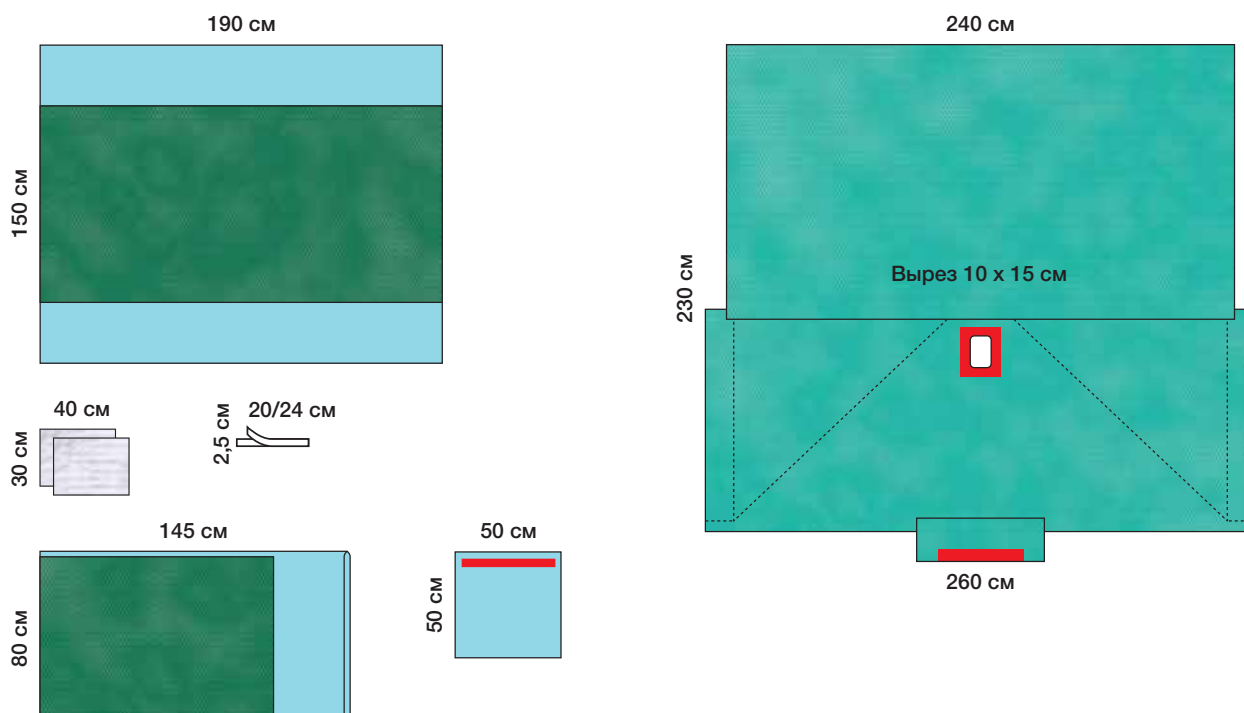 190 см
150 см
240 см
230 см
Вырез 10 x 15 см
260 см
40 см
30 см
20/24 см
2,5 см
145 см
80 см
50 см
50 см